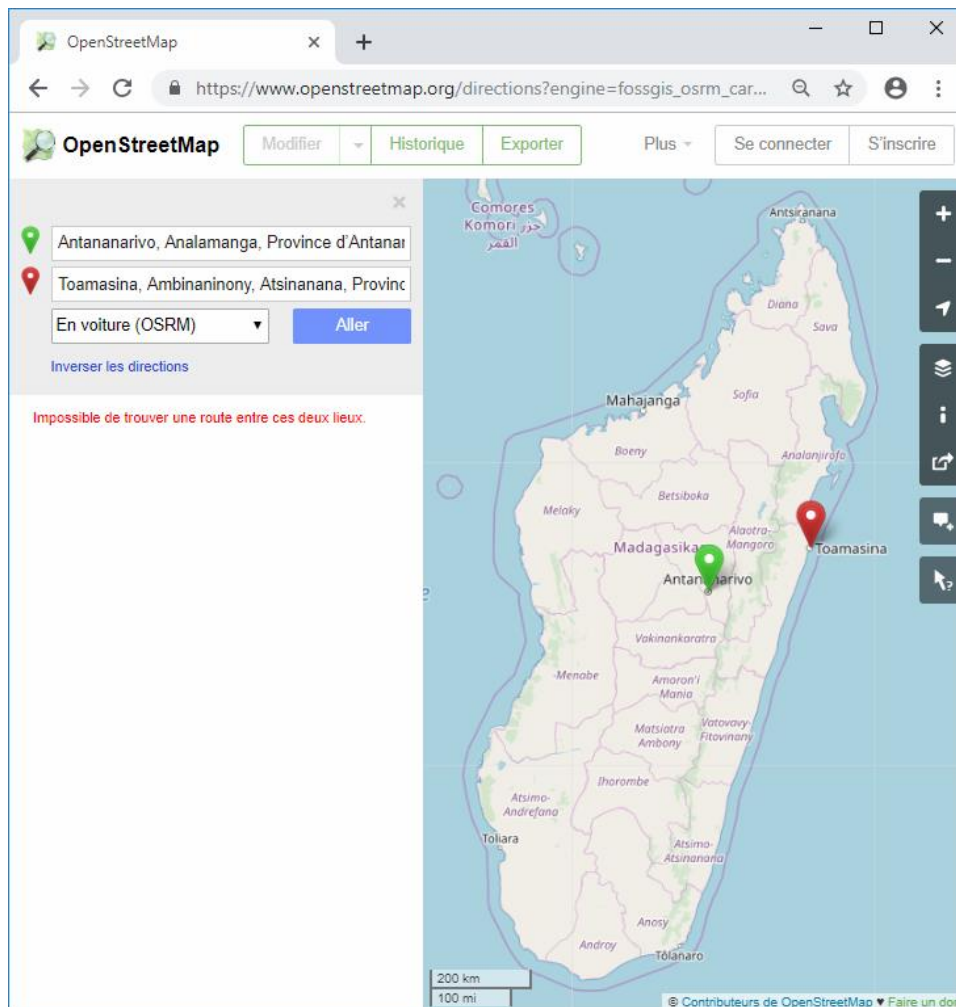 OpenStreetMap
https://www.openstreetmap.org/directions?engine=fossgis_osrm_car...
OpenStreetMap
Modifier
Historique
Exporter
Plus
Se connecter
S'inscrire
Antananarivo, Analamanga, Province d'Antanar
Toamasina, Ambinaninony, Atsinanana, Provinc
En voiture (OSRM)
Aller
Inverser les directions
Impossible de trouver une route entre ces deux lieux.
Comores
Komori جزر
القمر
Antsiranana
Diana
Sava
Mahajanga
Sofia
Boeny
Analanjirofo
Betsiboka
Melaky
Alaotra-
Mangoro
Madagasikara
Toamasina
Antananarivo
Vakinankaratra
Menabe
Amoron'i
Mania
Matsiatra
Ambony
Vatovavy-
Fitovinany
Ihorombe
Atsimo-
Andrefana
Toliara
Atsimo-
Atsinanana
Anosy
Androy
Tôlanaro
200 km
100 mi
© Contributeurs de OpenStreetMap ♥ Faire un don